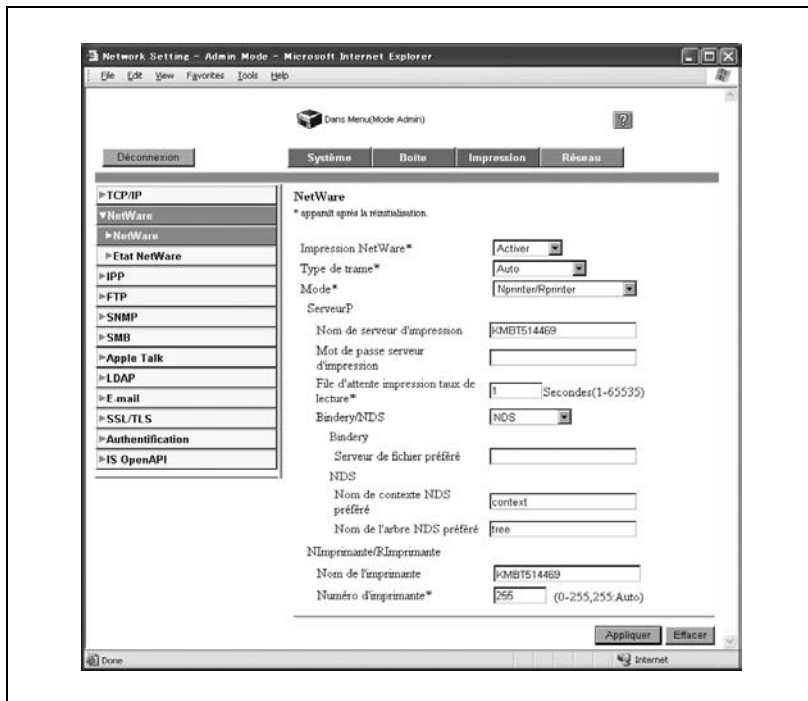 Network Setting - Admin Mode - Microsoft Internet Explorer
File Edit View Favorites Tools Help
Dans Menu(Mode Admin)
?
Déconnexion
Système Boite Impression Réseau
TCP/IP
NetWare
NetWare
Etat NetWare
IPP
FTP
SNMP
SMB
Apple Talk
LDAP
E-mail
SSL/TLS
Authentification
IS OpenAPI
NetWare
* apparaît après la réinitialisation.
Impression NetWare* Activer
Type de trame* Auto
Mode* Nprinter/Rprinter
ServeurP
Nom de serveur d'impression KMBT514469
Mot de passe serveur
d'impression
File d'attente impression taux de
lecture* 1 Secondes(1-65535)
Bindery/NDS NDS
Bindery
Serveur de fichier préféré
NDS
Nom de contexte NDS
préféré context
Nom de l'arbre NDS préféré tree
NImprimante/RImprimante
Nom de l'imprimante KMBT514469
Numéro d'imprimante* 255 (0-255,255:Auto)
Appliquer Effacer
Done Internet